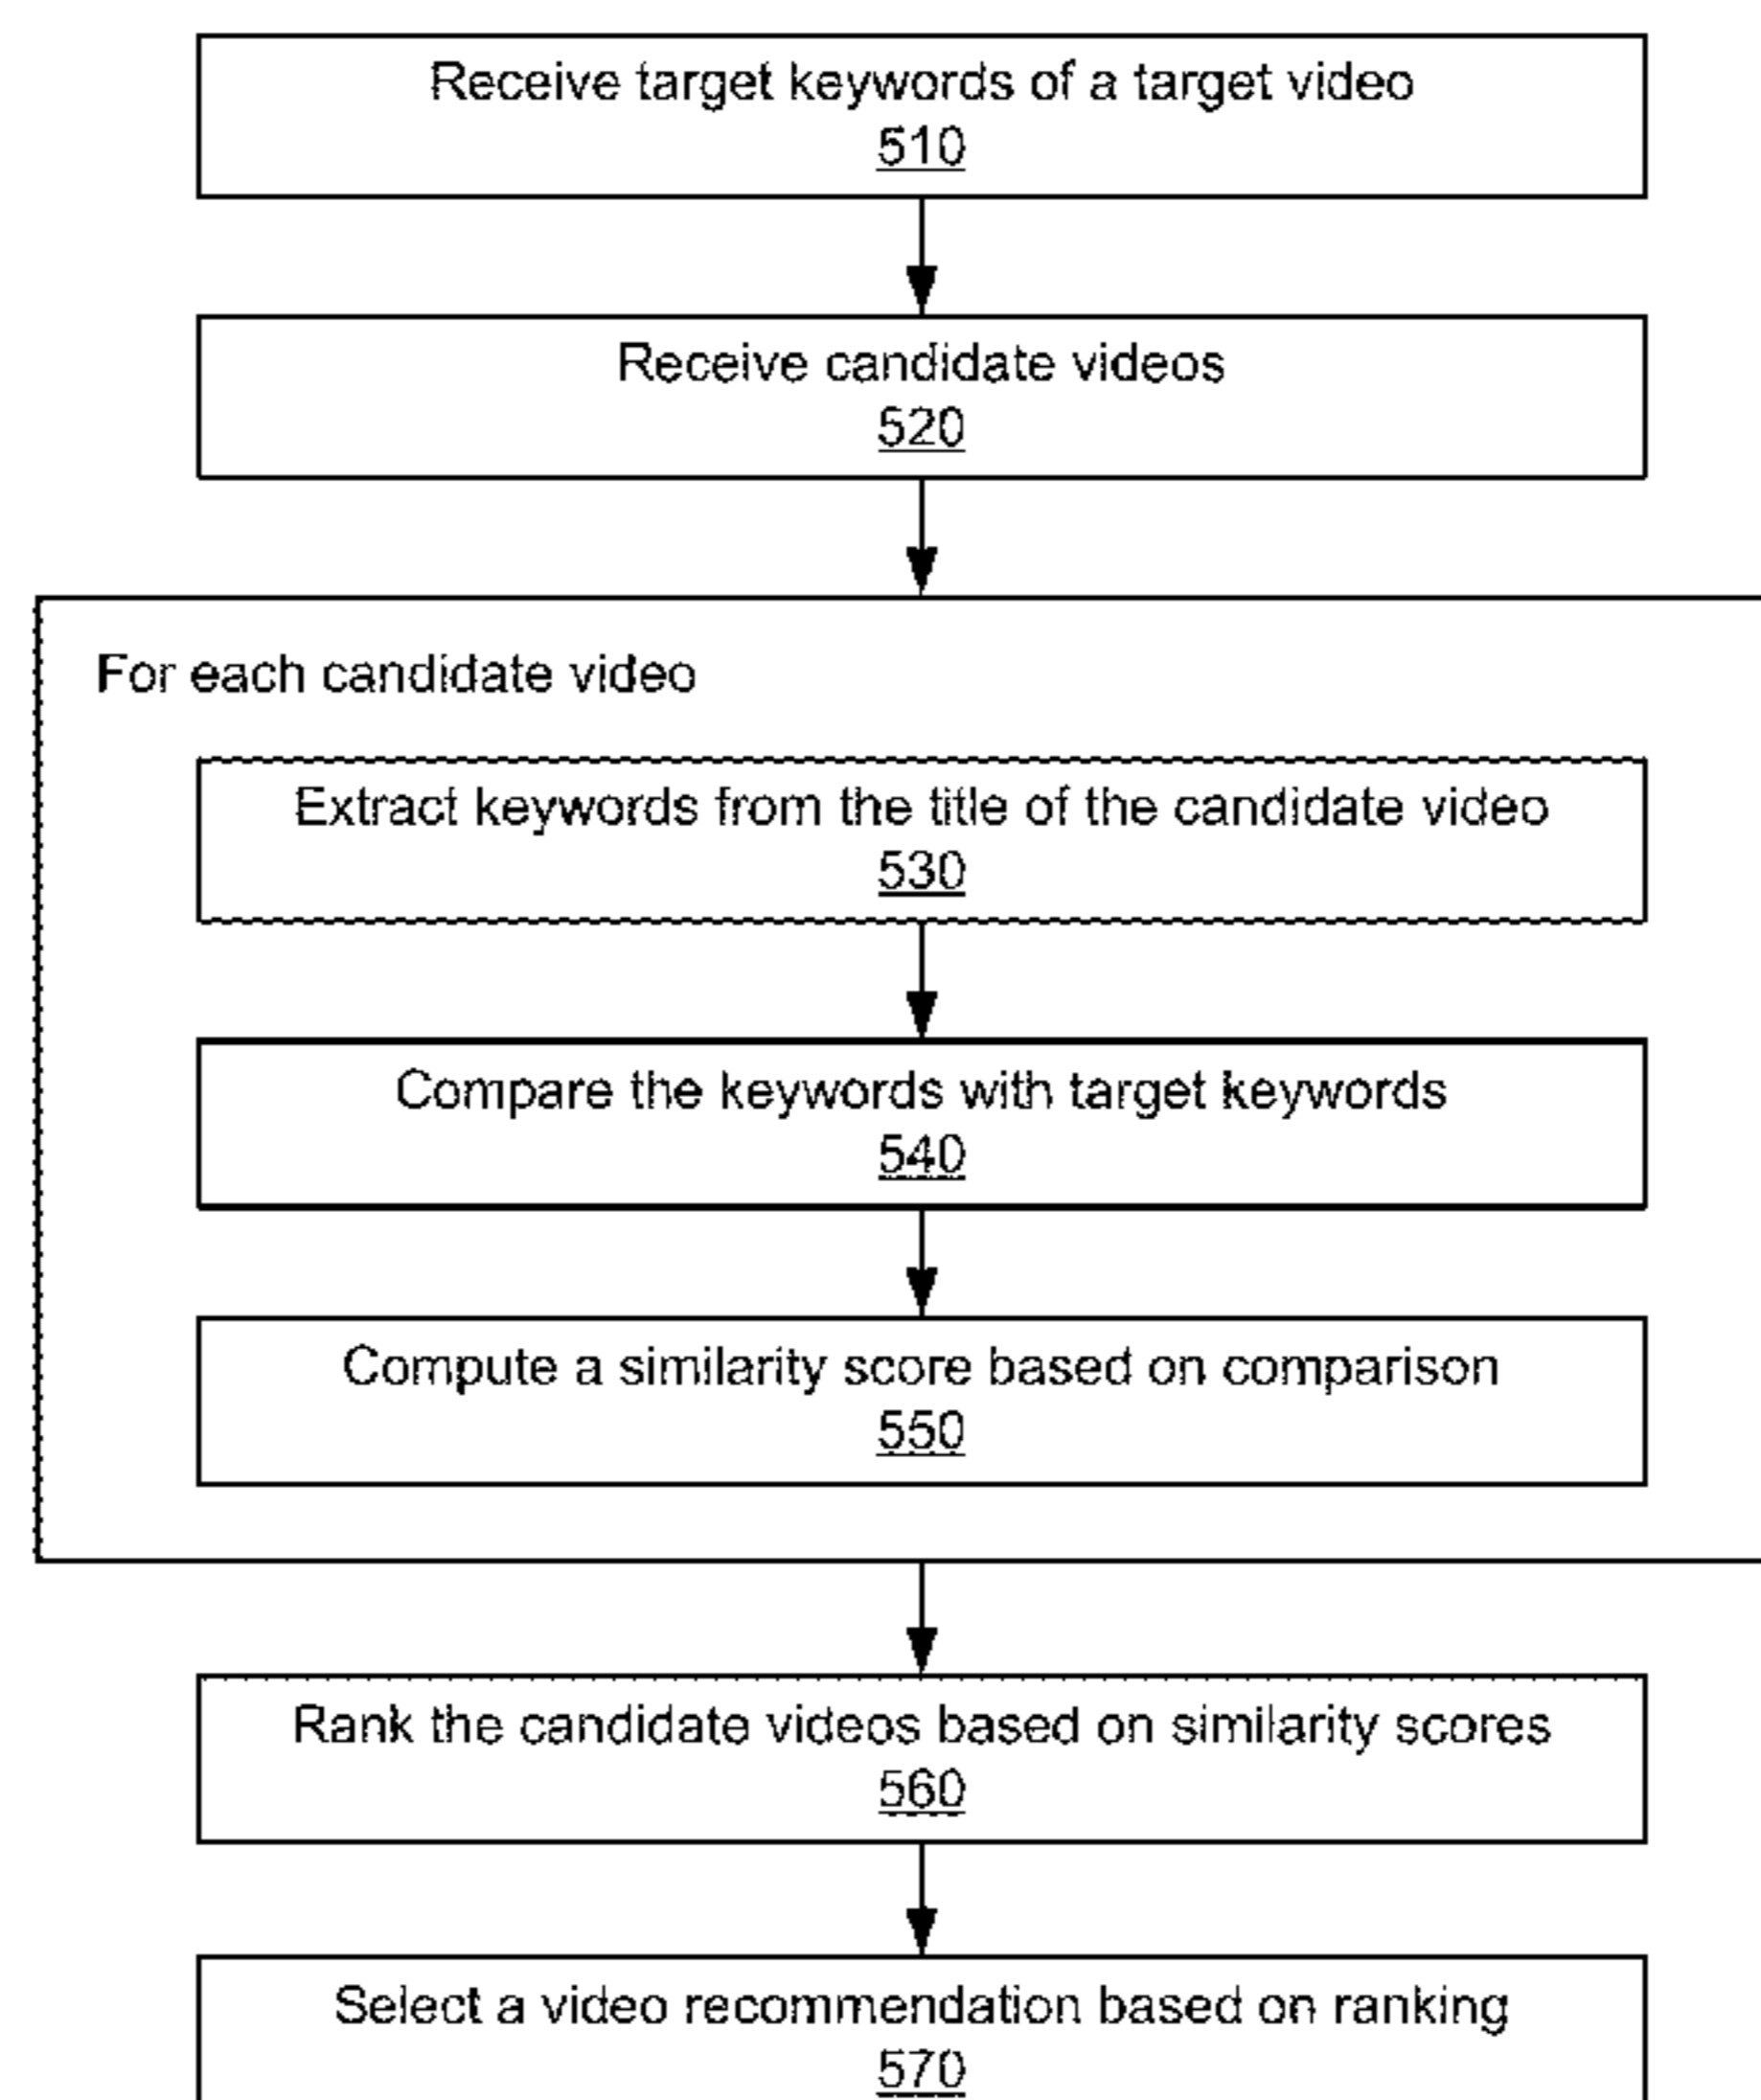 Receive target keywords of a target video
510
Receive candidate videos
520
For each candidate video
Extract keywords from the title of the candidate video
530
Compare the keywords with target keywords
540
Compute a similarity score based on comparison
550
Rank the candidate videos based on similarity scores
560
Select a video recommendation based on ranking
570